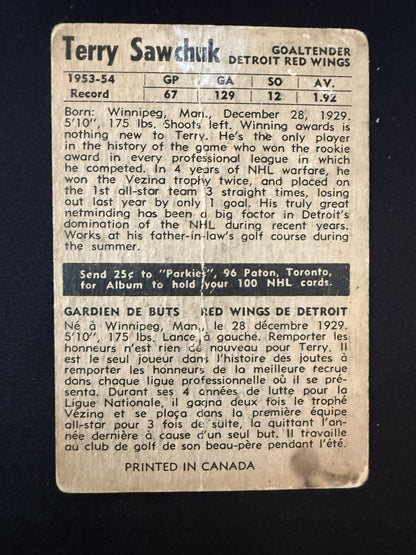 Terry Sawchuk GOALTENDER
DETROIT RED WINGS
1953-54 GP GA SO AV.
Record 67 129 12 1.92
Born: Winnipeg, Man., December 28, 1929.
5'10", 175 lbs. Shoots left. Winning awards is
nothing new to Terry. He's the only player
in the history of the game who won the rookie
award in every professional league in which
he competed. In 4 years of NHL warfare, he
won the Vezina trophy twice, and placed on
the 1st all-star team 3 straight times, losing
out last year by only 1 goal. His truly great
netminding has been a big factor in Detroit's
domination of the NHL during recent years.
Works at his father-in-law's golf course during
the summer.
Send 25¢ to "Parkies", 96 Paton, Toronto,
for Album to hold your 100 NHL cards.
GARDIEN DE BUTS RED WINGS DE DETROIT
Né à Winnipeg, Man., le 28 décembre 1929.
5'10", 175 lbs. Lance à gauche. Remporter les
honneurs n'est rien de nouveau pour Terry. Il
est le seul joueur dans l'histoire des joutes à
remporter les honneurs de la meilleure recrue
dans chaque ligue professionnelle où il se pré-
senta. Durant ses 4 années de lutte pour la
Ligue Nationale, il gagna deux fois le trophé
Vézing et se plaça dans la première équipe
all-star pour 3 fois de suite, la quittant l'an-
née dernière à cause d'un seul but. Il travaille
au club de golf de son beau-père pendant l'été.
PRINTED IN CANADA